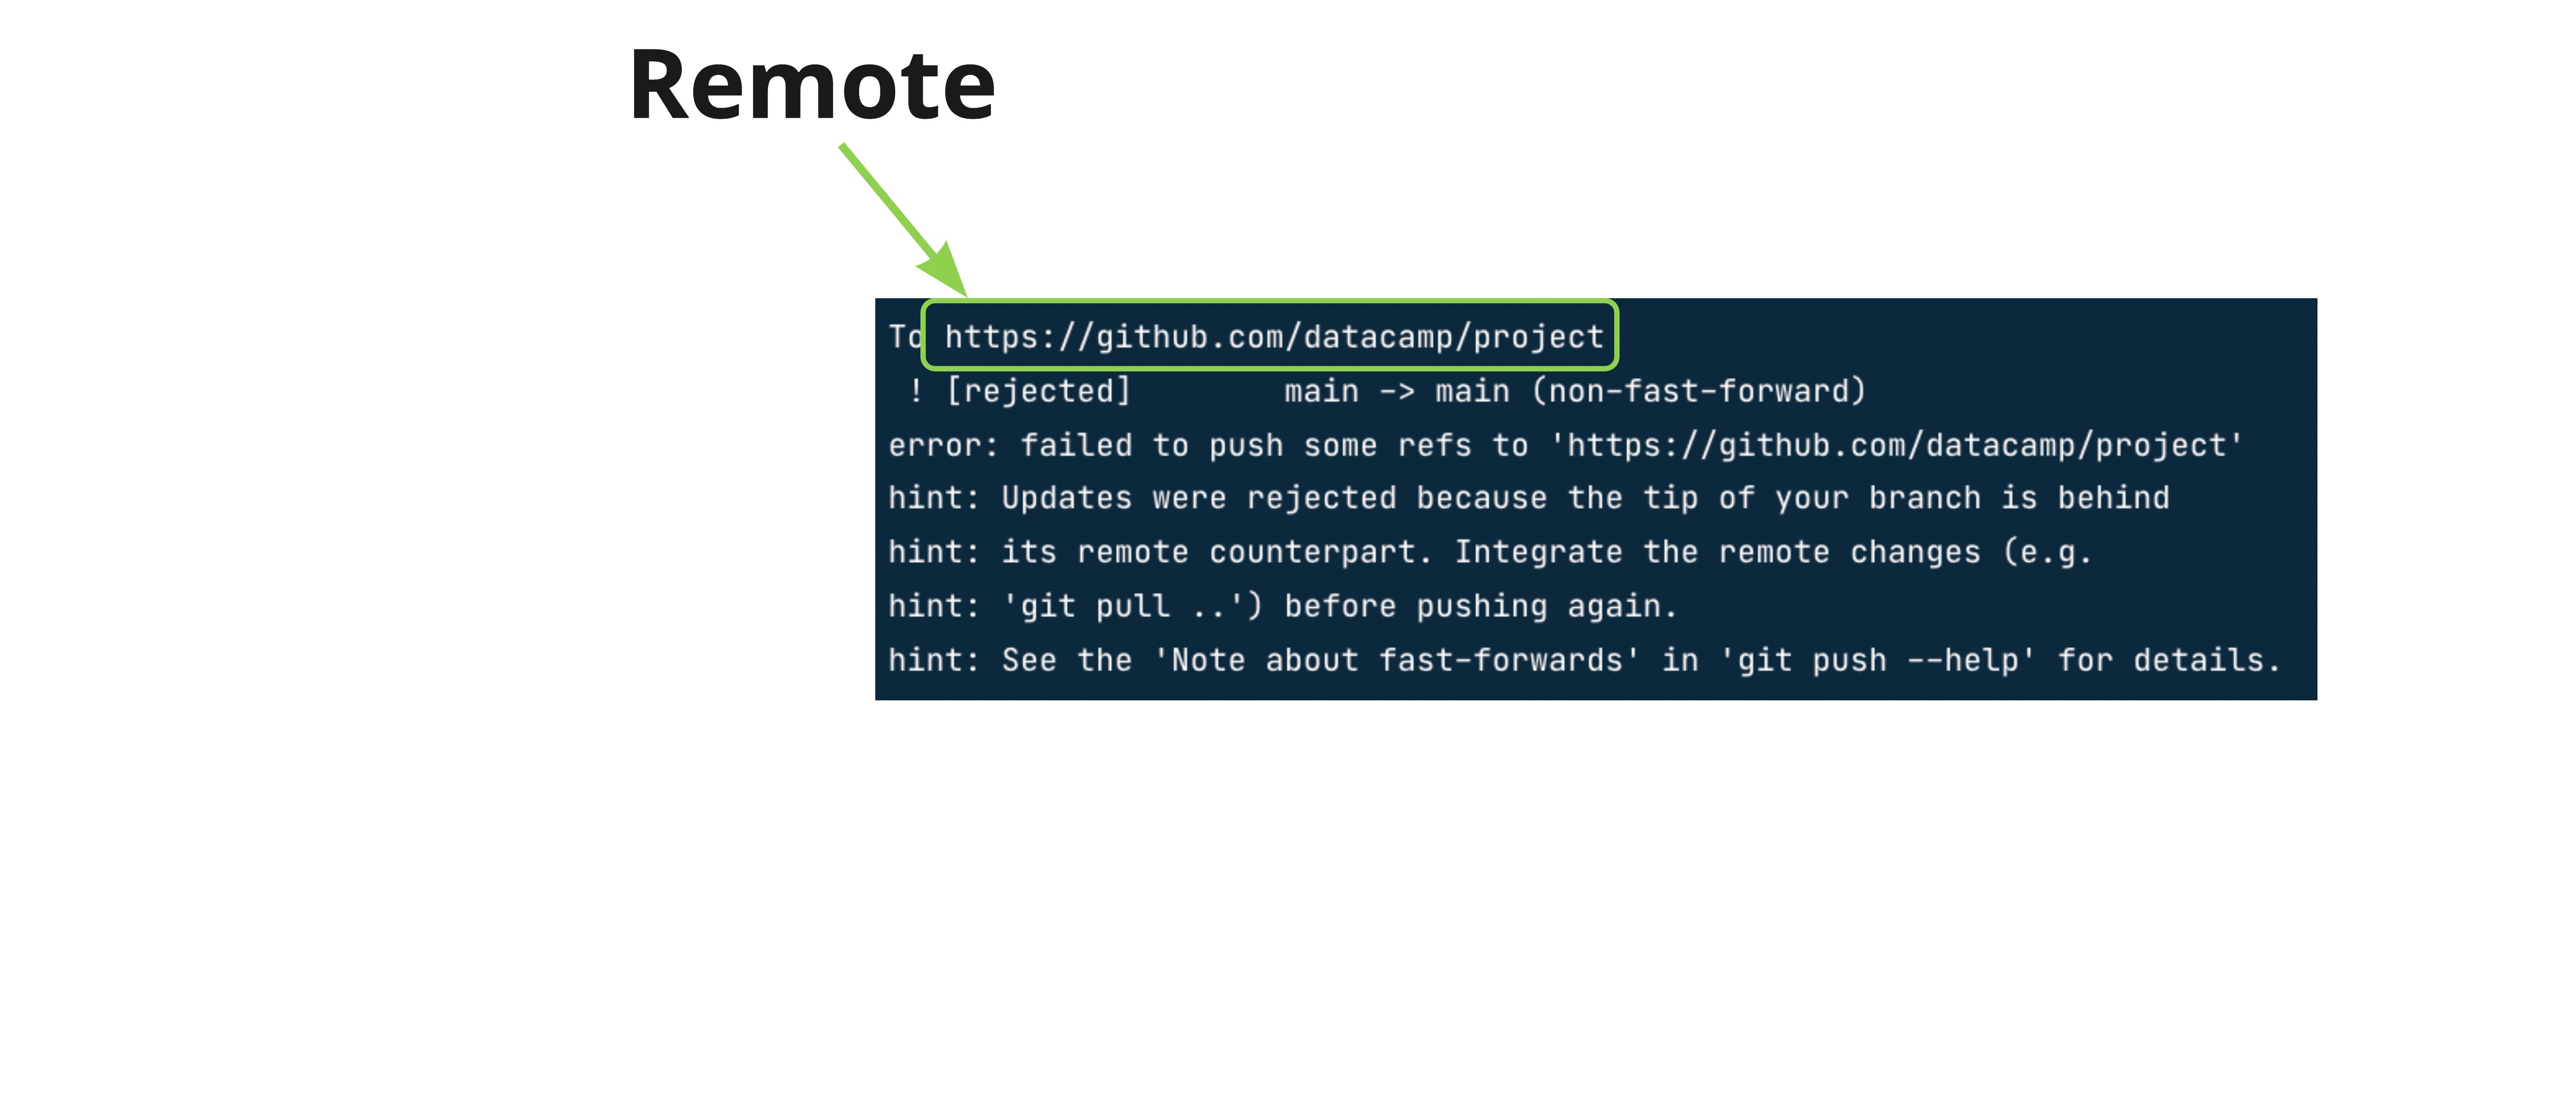 Remote
To https://github.com/datacamp/project
! [rejected]        main -> main (non-fast-forward)
error: failed to push some refs to 'https://github.com/datacamp/project'
hint: Updates were rejected because the tip of your branch is behind
hint: its remote counterpart. Integrate the remote changes (e.g.
hint: 'git pull ..') before pushing again.
hint: See the 'Note about fast-forwards' in 'git push --help' for details.